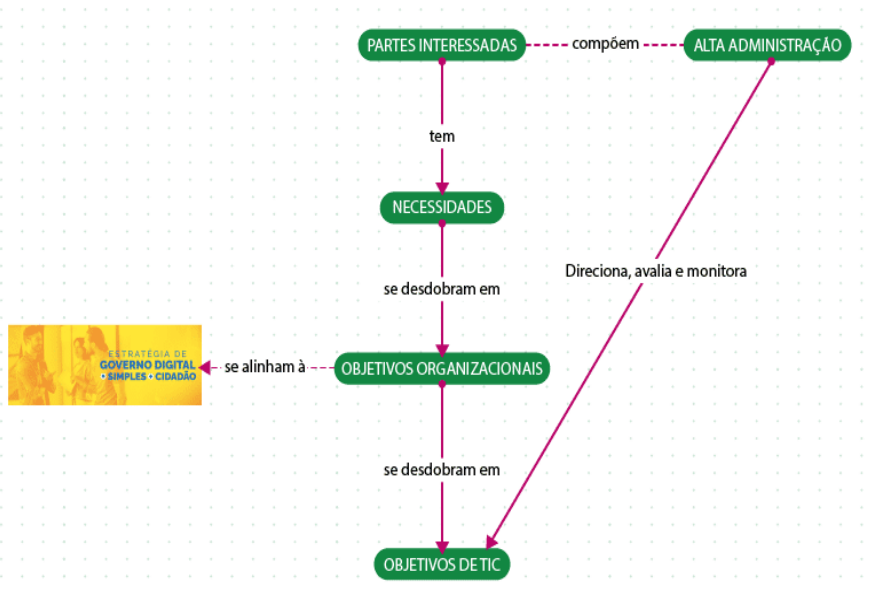 PARTES INTERESSADAS
compõem
ALTA ADMINISTRAÇÃO
tem
NECESSIDADES
Direciona, avalia e monitora
se desdobram em
ESTRATÉGIA DE
GOVERNO DIGITAL
+ SIMPLES + CIDADÃO
se alinham à
OBJETIVOS ORGANIZACIONAIS
se desdobram em
OBJETIVOS DE TIC